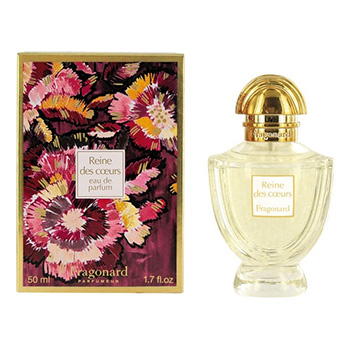 Reine
des cœurs
eau de
parfum
Fragonard
PARFUMEUR
50 ml
1.7 fl.oz.
Fragonard
Reine
des cœurs
Fragonard